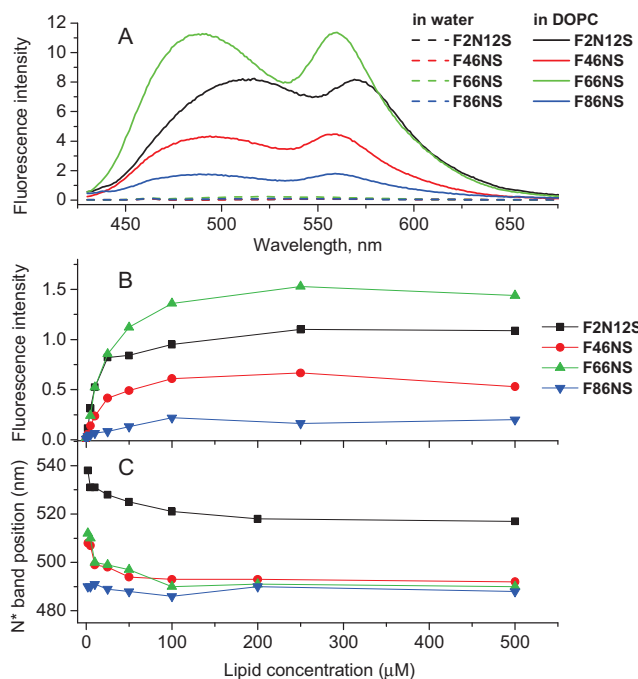 A
in water
in DOPC
F2N12S
F2N12S
F46NS
F46NS
F66NS
F66NS
F86NS
F86NS
Fluorescence intensity
12
10
8
6
4
2
0
450
500
550
600
650
Wavelength, nm
B
Fluorescence intensity
1.5
1.0
0.5
0.0
F2N12S
F46NS
F66NS
F86NS
C
N* band position (nm)
540
520
500
480
0
100
200
300
400
500
Lipid concentration (μM)